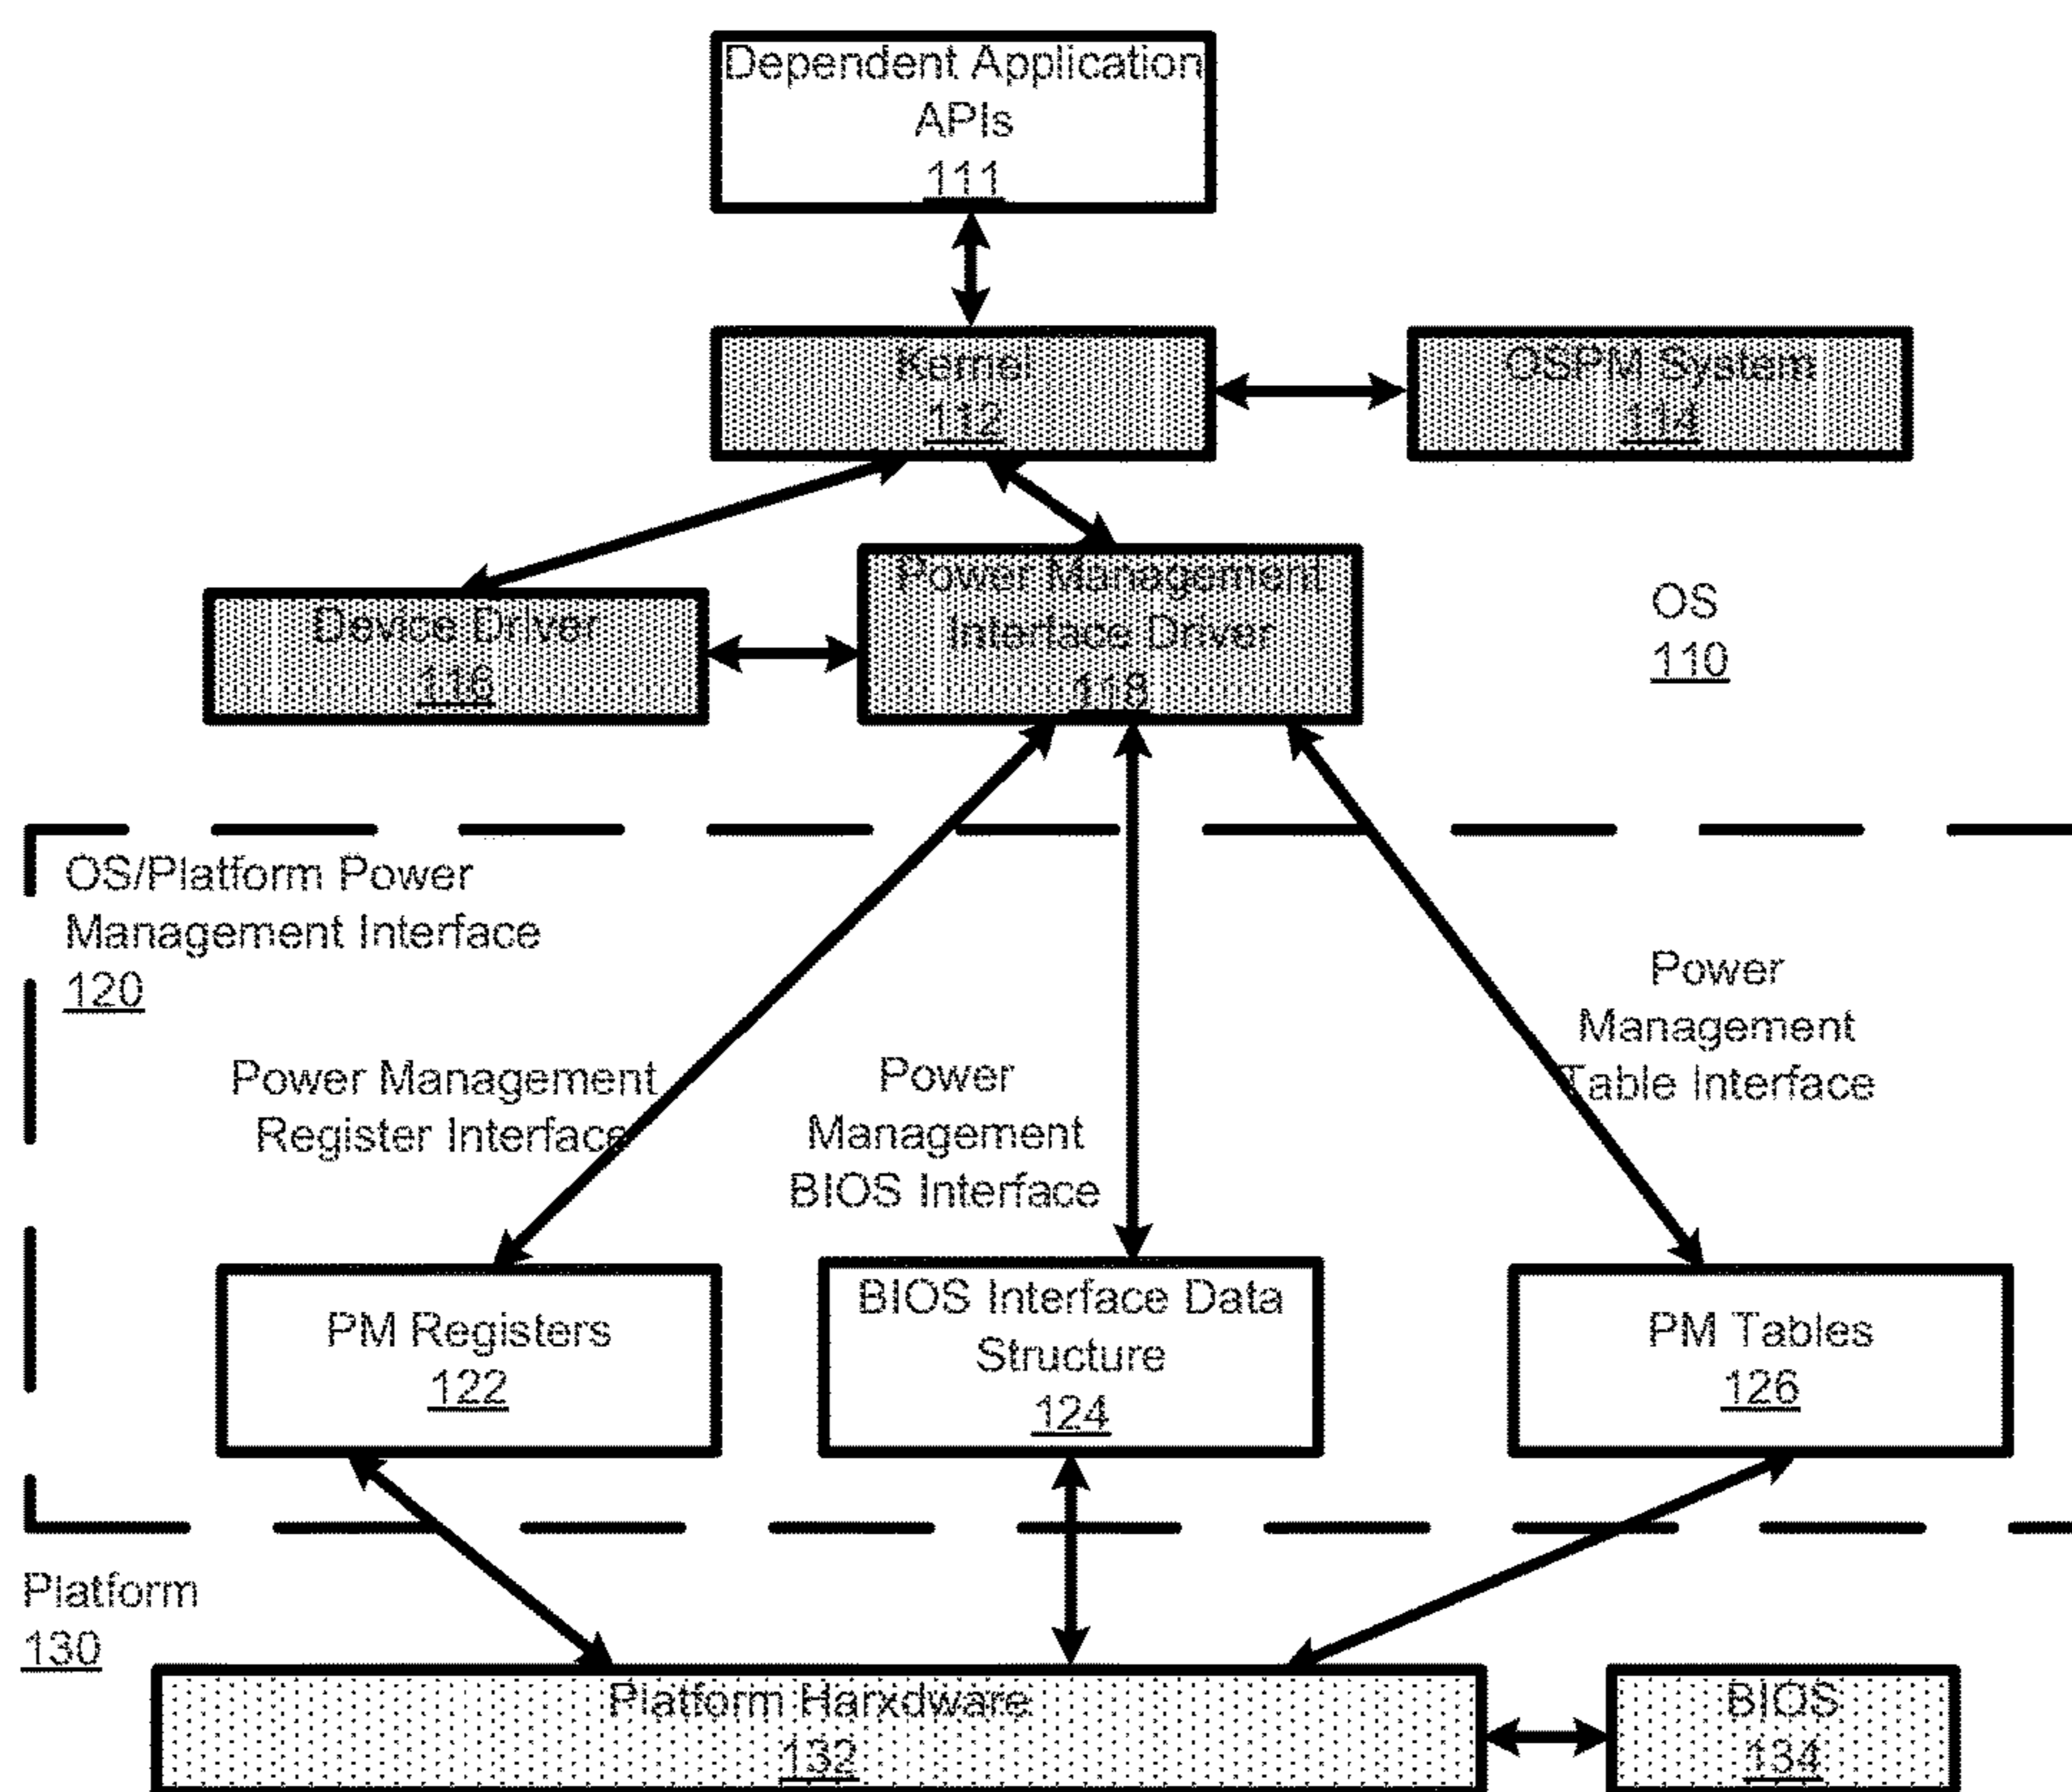 Dependent Application
APIs
111
Kernel
112
OSPM System
114
Device Driver
116
Power Management
Interface Driver
118
OS
110
OS/Platform Power
Management Interface
120
Power Management
Register Interface
Power
Management
BIOS Interface
Power
Management
Table Interface
PM Registers
122
BIOS Interface Data
Structure
124
PM Tables
126
Platform
130
Platform Harxdware
132
BIOS
134